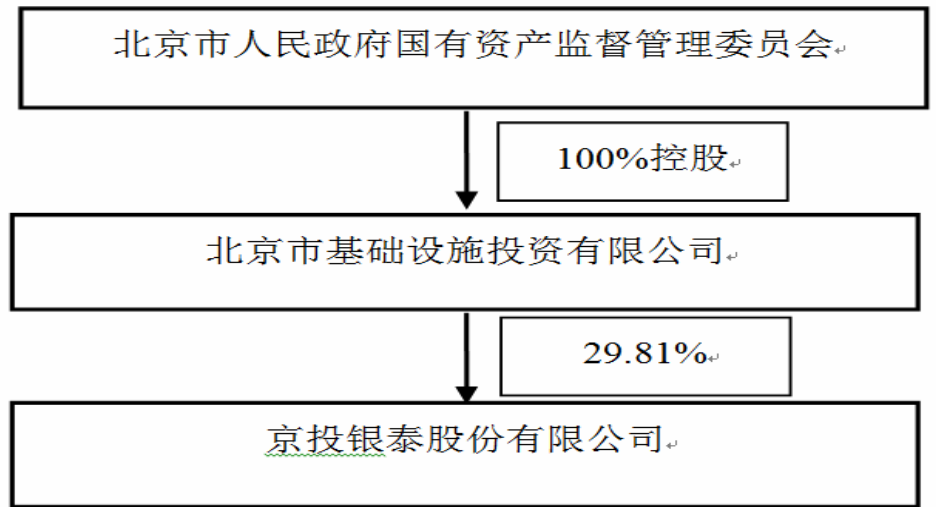 北京市人民政府国有资产监督管理委员会
100%控股
北京市基础设施投资有限公司
29.81%
京投银泰股份有限公司